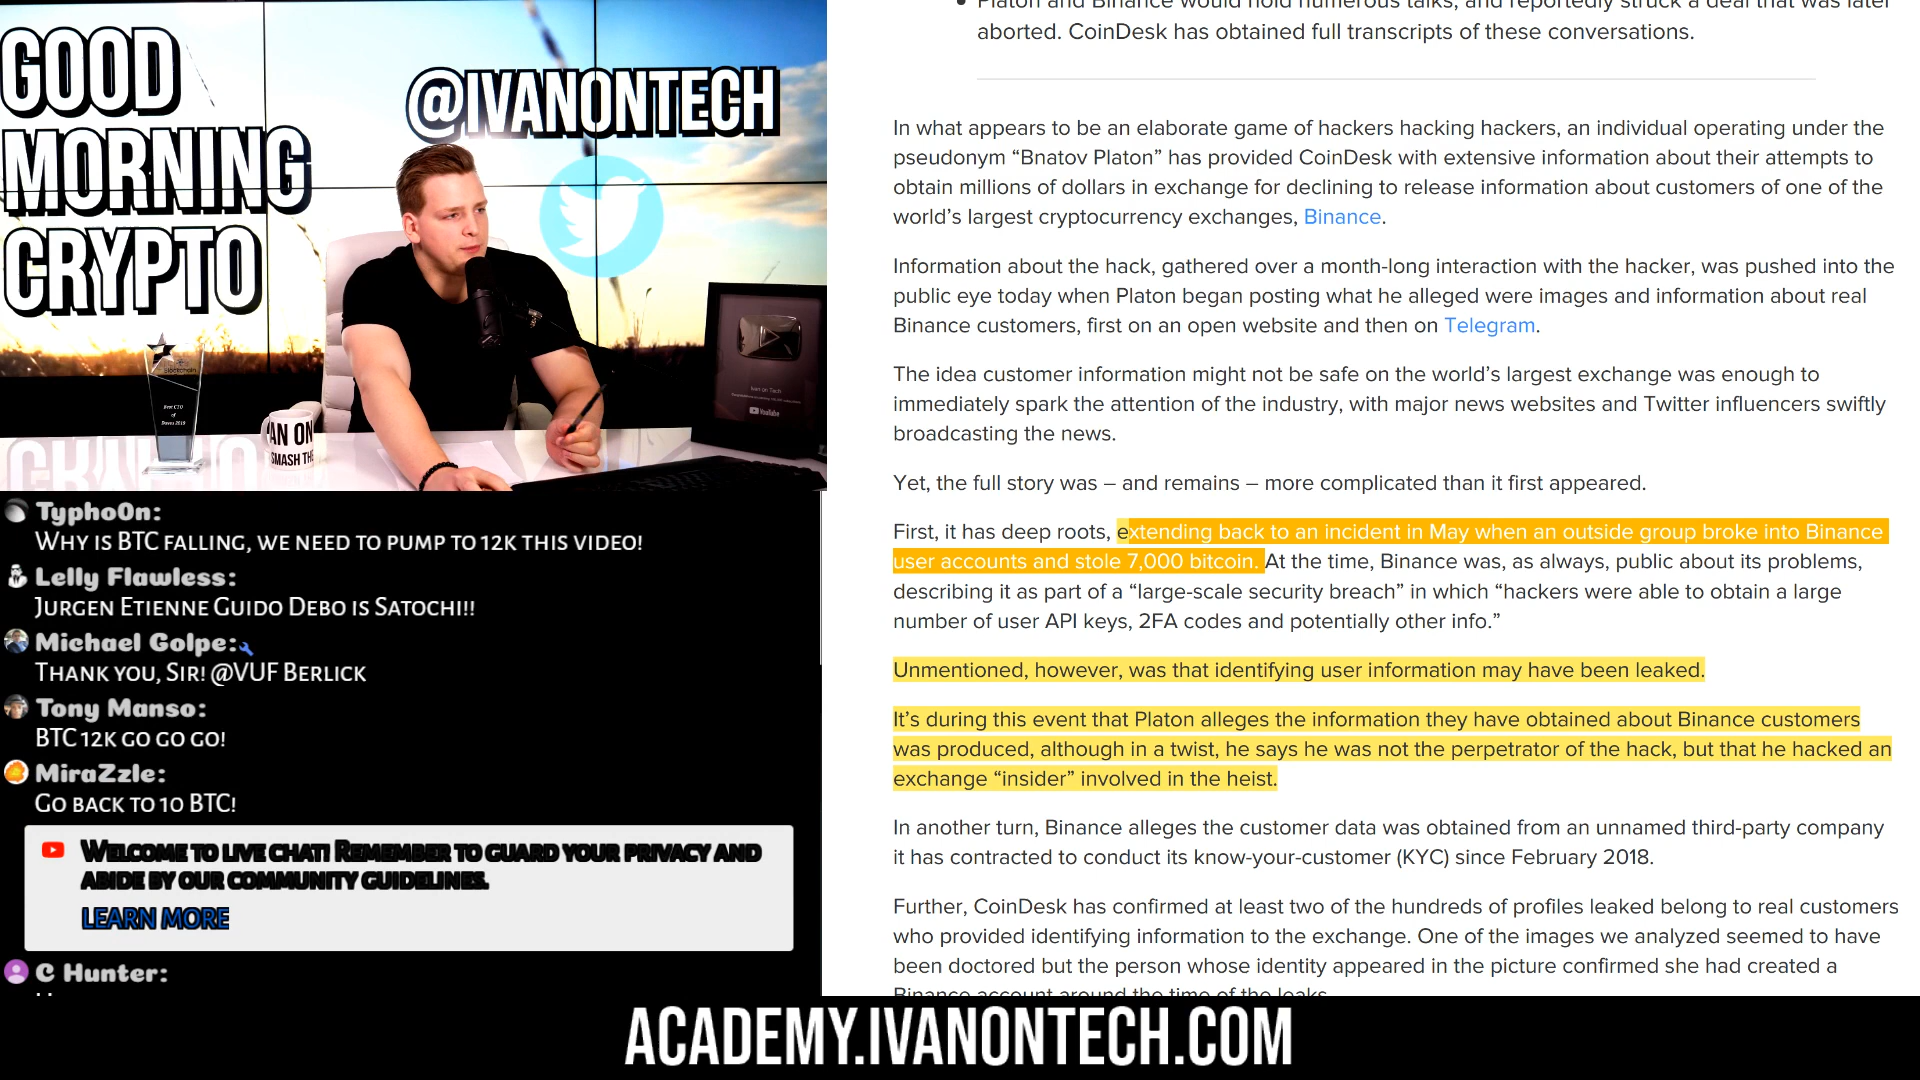 GOOD
MORNING
CRYPTO
@IVANONTECH
Best CTO
of
Davos 2019
AN ON
SMASH THE
Ivan on Tech
YouTube
Typho0n:
Why is BTC falling, we need to pump to 12k this video!
Lelly Flawless:
Jurgen Etienne Guido Debo is Satochi!!
Michael Golpe:
Thank you, Sir! @VUF Berlick
Tony Manso:
BTC 12k go go go!
MiraZzle:
Go back to 10 BTC!
Welcome to live chat! Remember to guard your privacy and
abide by our community guidelines.
LEARN MORE
C Hunter:
Platon and Binance would hold numerous talks, and reportedly struck a deal that was later
aborted. CoinDesk has obtained full transcripts of these conversations.
In what appears to be an elaborate game of hackers hacking hackers, an individual operating under the
pseudonym “Bnatov Platon” has provided CoinDesk with extensive information about their attempts to
obtain millions of dollars in exchange for declining to release information about customers of one of the
world’s largest cryptocurrency exchanges, Binance.
Information about the hack, gathered over a month-long interaction with the hacker, was pushed into the
public eye today when Platon began posting what he alleged were images and information about real
Binance customers, first on an open website and then on Telegram.
The idea customer information might not be safe on the world’s largest exchange was enough to
immediately spark the attention of the industry, with major news websites and Twitter influencers swiftly
broadcasting the news.
Yet, the full story was – and remains – more complicated than it first appeared.
First, it has deep roots, extending back to an incident in May when an outside group broke into Binance
user accounts and stole 7,000 bitcoin. At the time, Binance was, as always, public about its problems,
describing it as part of a “large-scale security breach” in which “hackers were able to obtain a large
number of user API keys, 2FA codes and potentially other info.”
Unmentioned, however, was that identifying user information may have been leaked.
It’s during this event that Platon alleges the information they have obtained about Binance customers
was produced, although in a twist, he says he was not the perpetrator of the hack, but that he hacked an
exchange “insider” involved in the heist.
In another turn, Binance alleges the customer data was obtained from an unnamed third-party company
it has contracted to conduct its know-your-customer (KYC) since February 2018.
Further, CoinDesk has confirmed at least two of the hundreds of profiles leaked belong to real customers
who provided identifying information to the exchange. One of the images we analyzed seemed to have
been doctored but the person whose identity appeared in the picture confirmed she had created a
Binance account around the time of the leaks.
ACADEMY.IVANONTECH.COM